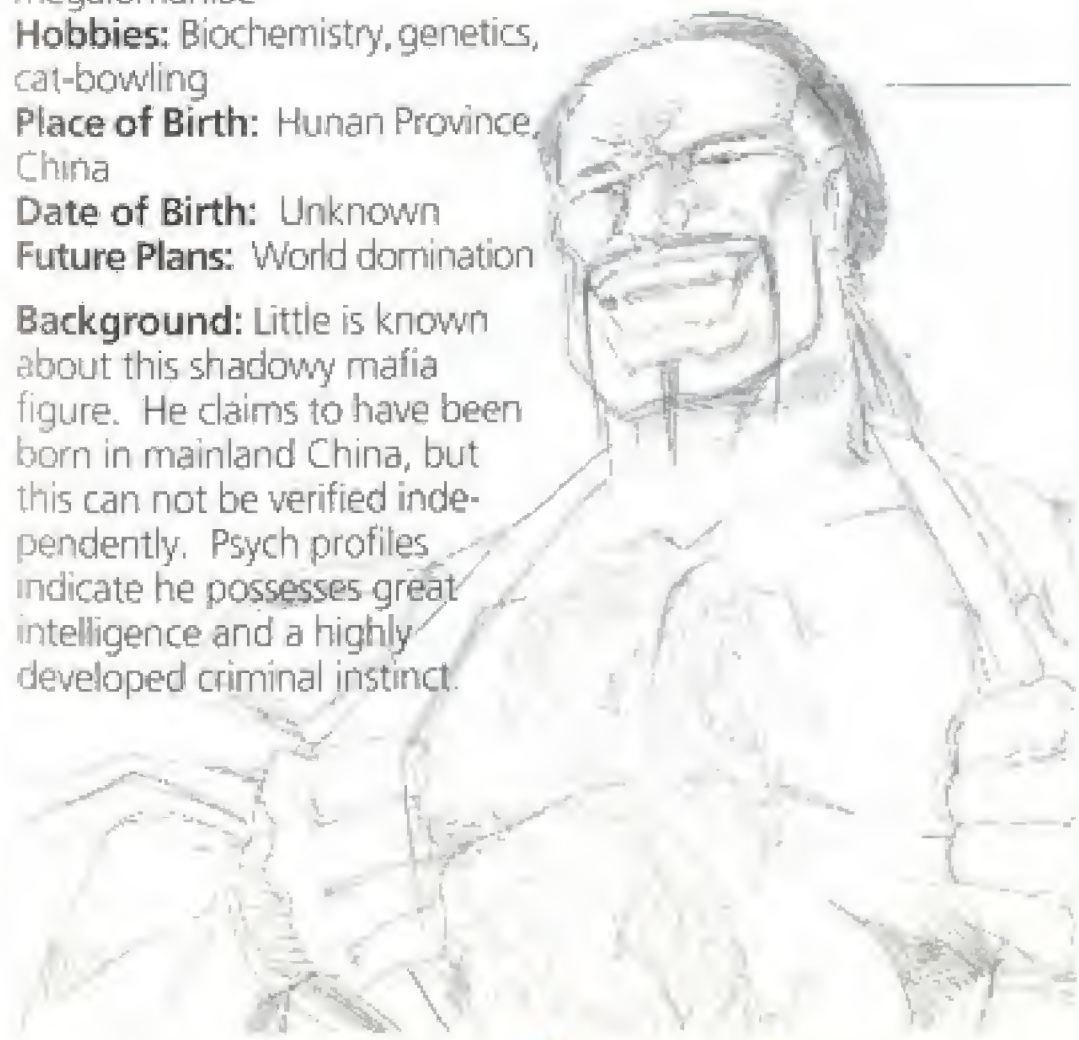 Hobbies: Biochemistry, genetics,
cat-bowling
Place of Birth: Hunan Province,
China
Date of Birth: Unknown
Future Plans: World domination
Background: Little is known
about this shadowy mafia
figure. He claims to have been
born in mainland China, but
this can not be verified inde-
pendently. Psych profiles
indicate he possesses great
intelligence and a highly
developed criminal instinct.